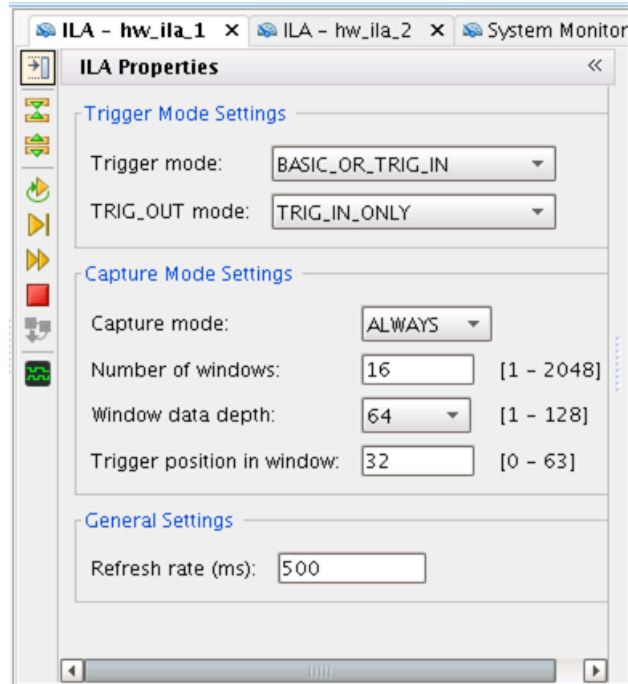 ILA - hw_ila_1 ILA - hw_ila_2 System Monitor
ILA Properties
Trigger Mode Settings
Trigger mode: BASIC_OR_TRIG_IN
TRIG_OUT mode: TRIG_IN_ONLY
Capture Mode Settings
Capture mode: ALWAYS
Number of windows: 16 [1 - 2048]
Window data depth: 64 [1 - 128]
Trigger position in window: 32 [0 - 63]
General Settings
Refresh rate (ms): 500